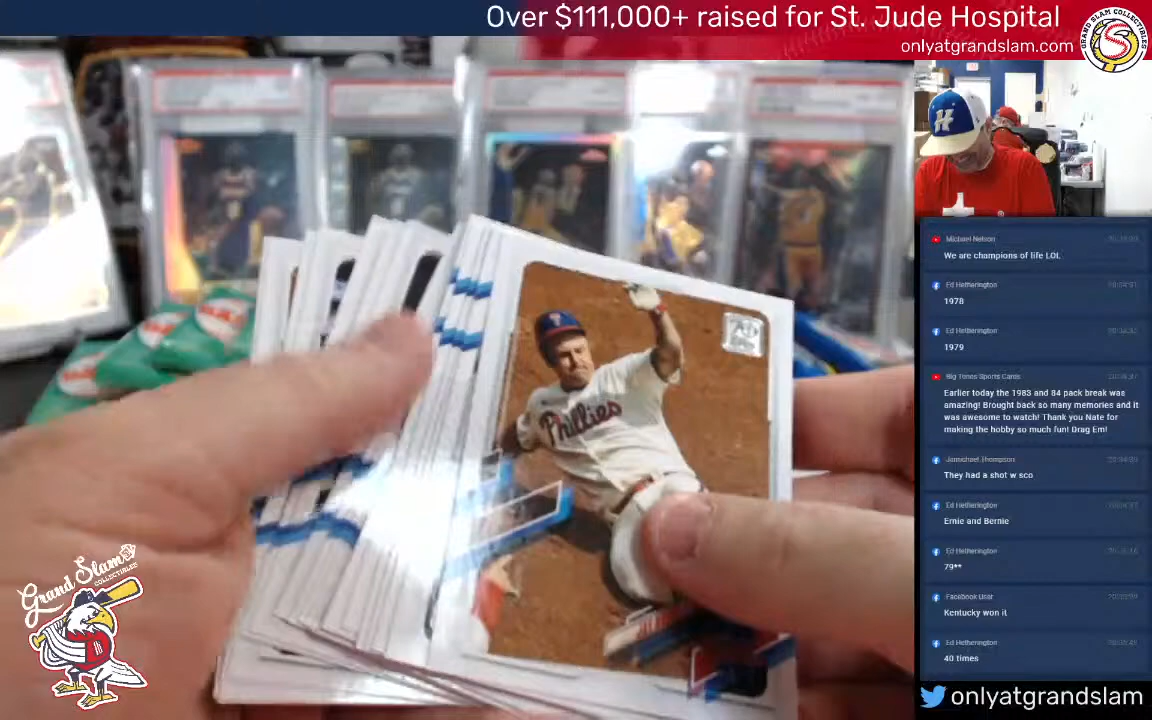 Over $111,000+ raised for St. Jude Hospital
onlyatgrandslam.com
GRAND SLAM COLLECTIBLES
S
H
Michael Nelson
We are champions of life LOL
Ed Hetherington
1978
Ed Hetherington
1979
Big Tones Sports Cards
Earlier today the 1983 and 84 pack break was
amazing! Brought back so many memories and it
was awesome to watch! Thank you Nate for
making the hobby so much fun! Drag Em!
Jamichael Thompson
They had a shot w sco
Ed Hetherington
Ernie and Bernie
Ed Hetherington
79**
Facebook User
Kentucky won it
Ed Hetherington
40 times
onlyatgrandslam
Phillies
70
Grand Slam
COLLECTIBLES